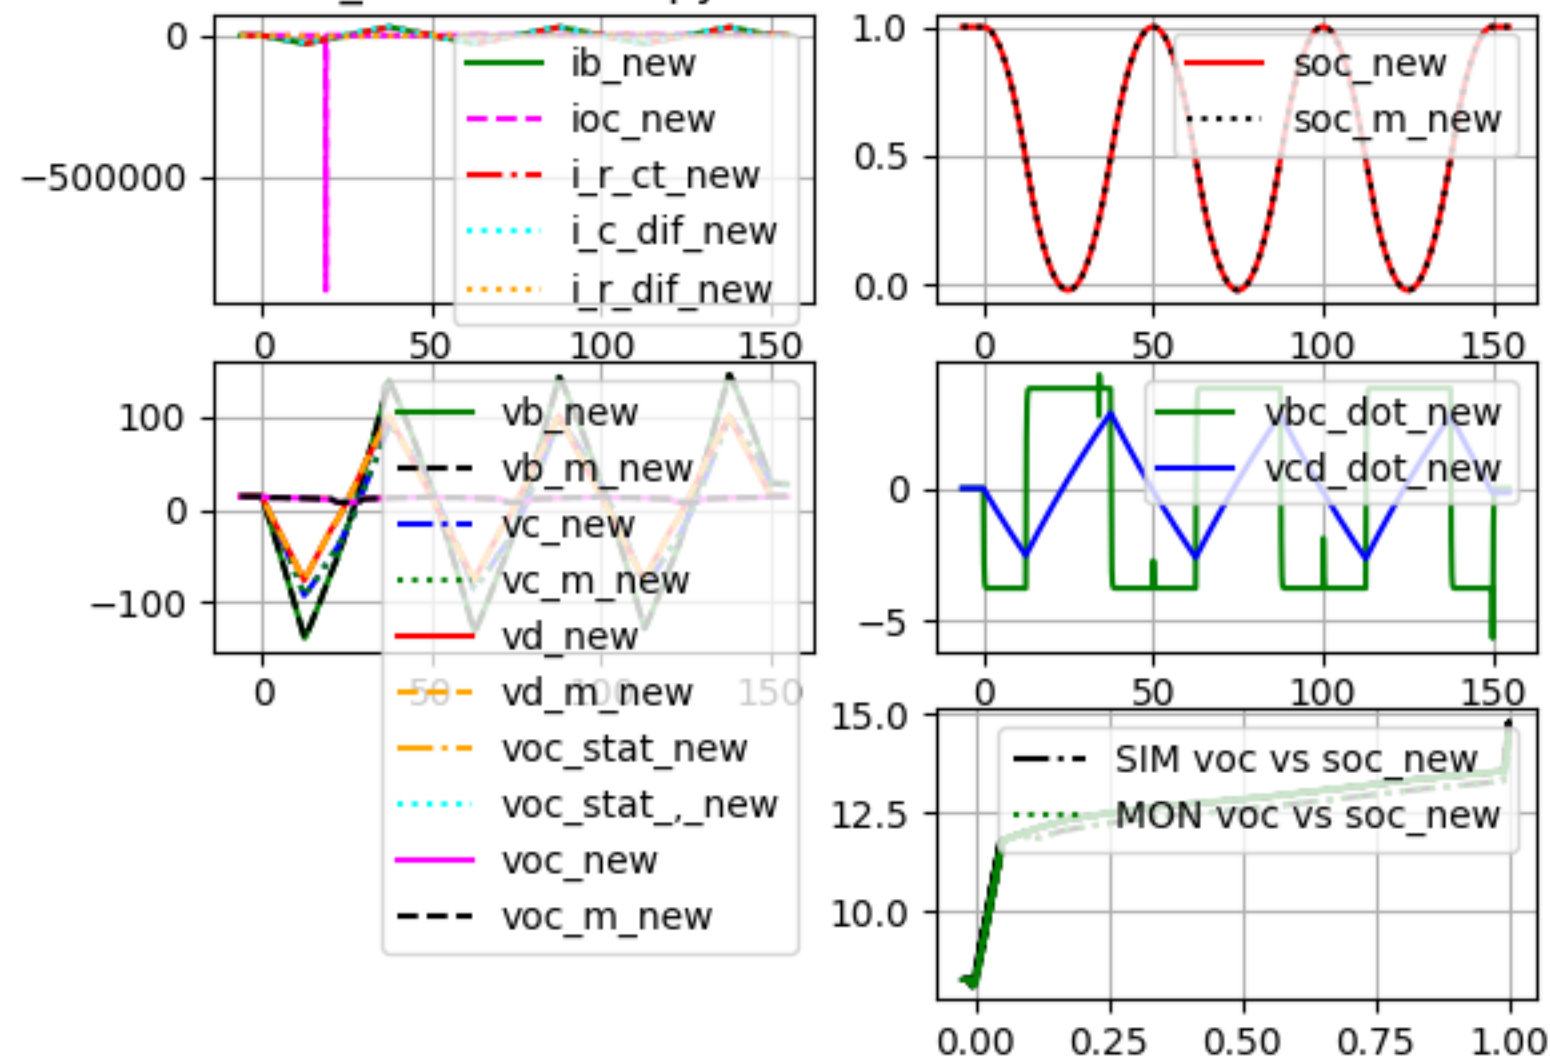 0
−500000
0
50
100
150
ib_new
ioc_new
i_r_ct_new
i_c_dif_new
i_r_dif_new
1.0
0.5
0.0
0
50
100
150
soc_new
soc_m_new
100
0
−100
0
50
100
150
vb_new
vb_m_new
vc_new
vc_m_new
vd_new
vd_m_new
voc_stat_new
voc_stat_,_new
voc_new
voc_m_new
0
−5
0
50
100
150
vbc_dot_new
vcd_dot_new
15.0
12.5
10.0
0.00
0.25
0.50
0.75
1.00
SIM voc vs soc_new
MON voc vs soc_new